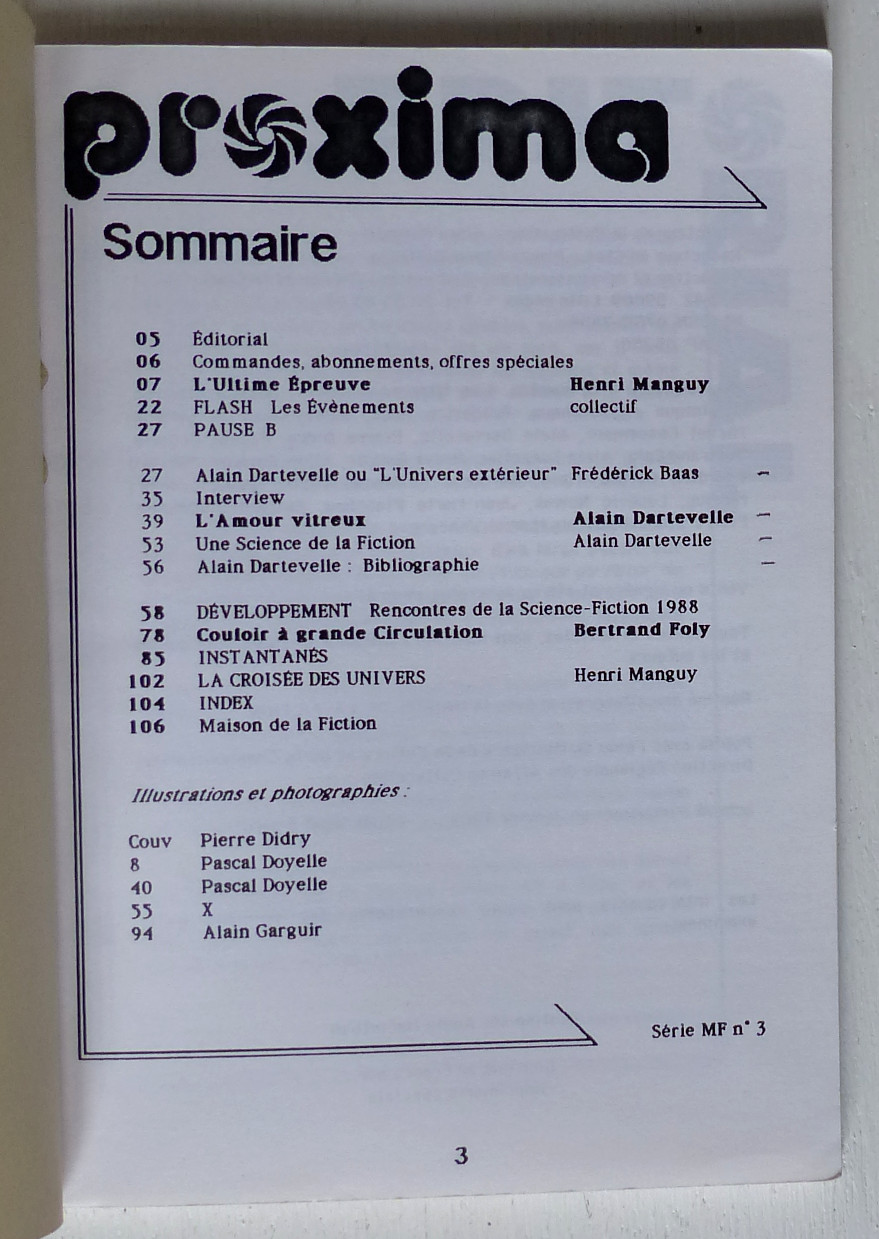 proxima
Sommaire
05 Éditorial
06 Commandes, abonnements, offres spéciales
07 L'Ultime Épreuve Henri Manguy
22 FLASH Les Évènements collectif
27 PAUSE B
27 Alain Dartevelle ou "L'Univers extérieur" Frédérick Baas –
35 Interview
39 L'Amour vitreux Alain Dartevelle –
53 Une Science de la Fiction Alain Dartevelle –
56 Alain Dartevelle : Bibliographie –
58 DÉVELOPPEMENT Rencontres de la Science-Fiction 1988
78 Couloir à grande Circulation Bertrand Foly
85 INSTANTANÉS
102 LA CROISÉE DES UNIVERS Henri Manguy
104 INDEX
106 Maison de la Fiction
Illustrations et photographies :
Couv Pierre Didry
8 Pascal Doyelle
40 Pascal Doyelle
55 X
94 Alain Garguir
Série MF n° 3
3